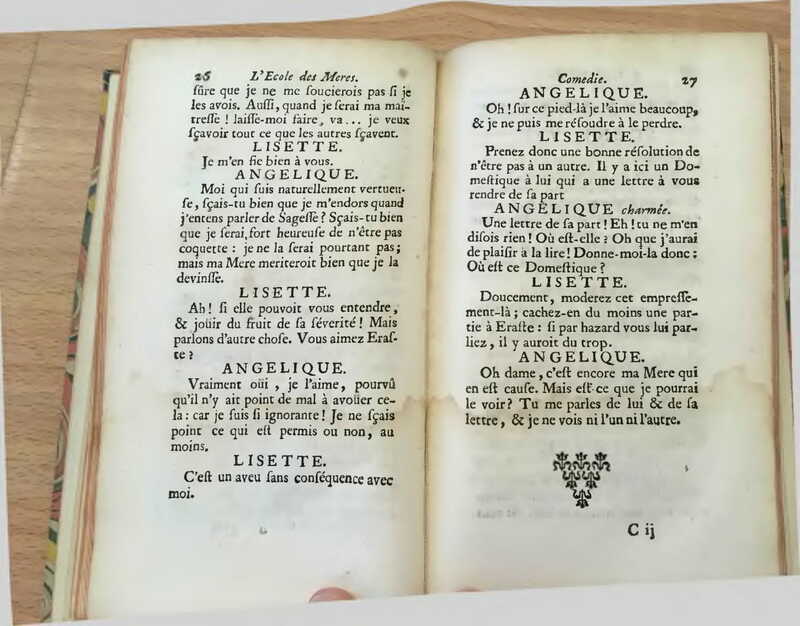 26 L'Ecole des Meres.
ſûre que je ne me ſoucierois pas ſi je
les avois. Auſſi, quand je ſerai ma maî-
treſſe ! laiſſe-moi faire, va... je veux
ſçavoir tout ce que les autres ſçavent.
LISETTE.
Je m'en fie bien à vous.
ANGELIQUE.
Moi qui ſuis naturellement vertueu-
ſe, ſçais-tu bien que je m'endors quand
j'entens parler de Sageſſe ? Sçais-tu bien
que je ſerai fort heureuſe de n'être pas
coquette : je ne la ſerai pourtant pas ;
mais ma Mere meriteroit bien que je la
devinſſe.
LISETTE.
Ah ! ſi elle pouvoit vous entendre,
& joüir du fruit de ſa ſévérité ! Mais
parlons d'autre choſe. Vous aimez Eraſ-
te ?
ANGELIQUE.
Vraiment oüi , je l'aime, pourvû
qu'il n'y ait point de mal à avoüer ce-
la : car je ſuis ſi ignorante ! Je ne ſçais
point ce qui eſt permis ou non, au
moins.
LISETTE.
C'eſt un aveu ſans conſéquence avec
moi.
Comedie. 27
ANGELIQUE.
Oh ! ſur ce pied-là je l'aime beaucoup,
& je ne puis me réſoudre à le perdre.
LISETTE.
Prenez donc une bonne réſolution de
n'être pas à un autre. Il y a ici un Do-
meſtique à lui qui a une lettre à vous
rendre de ſa part
ANGELIQUE charmée.
Une lettre de ſa part ! Eh ! tu ne m'en
diſois rien ! Où eſt-elle ? Oh que j'aurai
de plaiſir à la lire ! Donne-moi-la donc :
Où eſt ce Domeſtique ?
LISETTE.
Doucement, moderez cet empreſſe-
ment-là ; cachez-en du moins une par-
tie à Eraſte : ſi par hazard vous lui par-
liez, il y auroit du trop.
ANGELIQUE.
Oh dame, c'eſt encore ma Mere qui
en eſt cauſe. Mais eſt-ce que je pourrai
le voir ? Tu me parles de lui & de ſa
lettre, & je ne vois ni l'un ni l'autre.
C ij